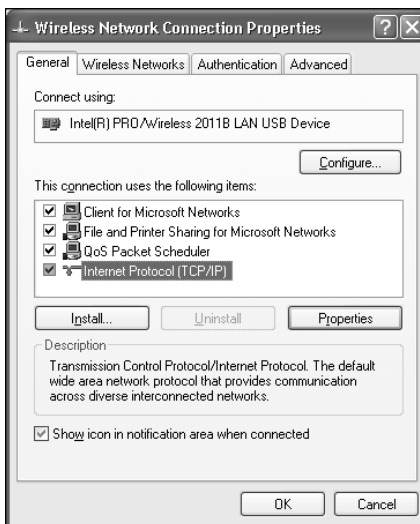 Wireless Network Connection Properties
General Wireless Networks Authentication Advanced
Connect using:
Intel(R) PRO/Wireless 2011B LAN USB Device
Configure...
This connection uses the following items:
Client for Microsoft Networks
File and Printer Sharing for Microsoft Networks
QoS Packet Scheduler
Internet Protocol (TCP/IP)
Install... Uninstall Properties
Description
Transmission Control Protocol/Internet Protocol. The default
wide area network protocol that provides communication
across diverse interconnected networks.
Show icon in notification area when connected
OK Cancel